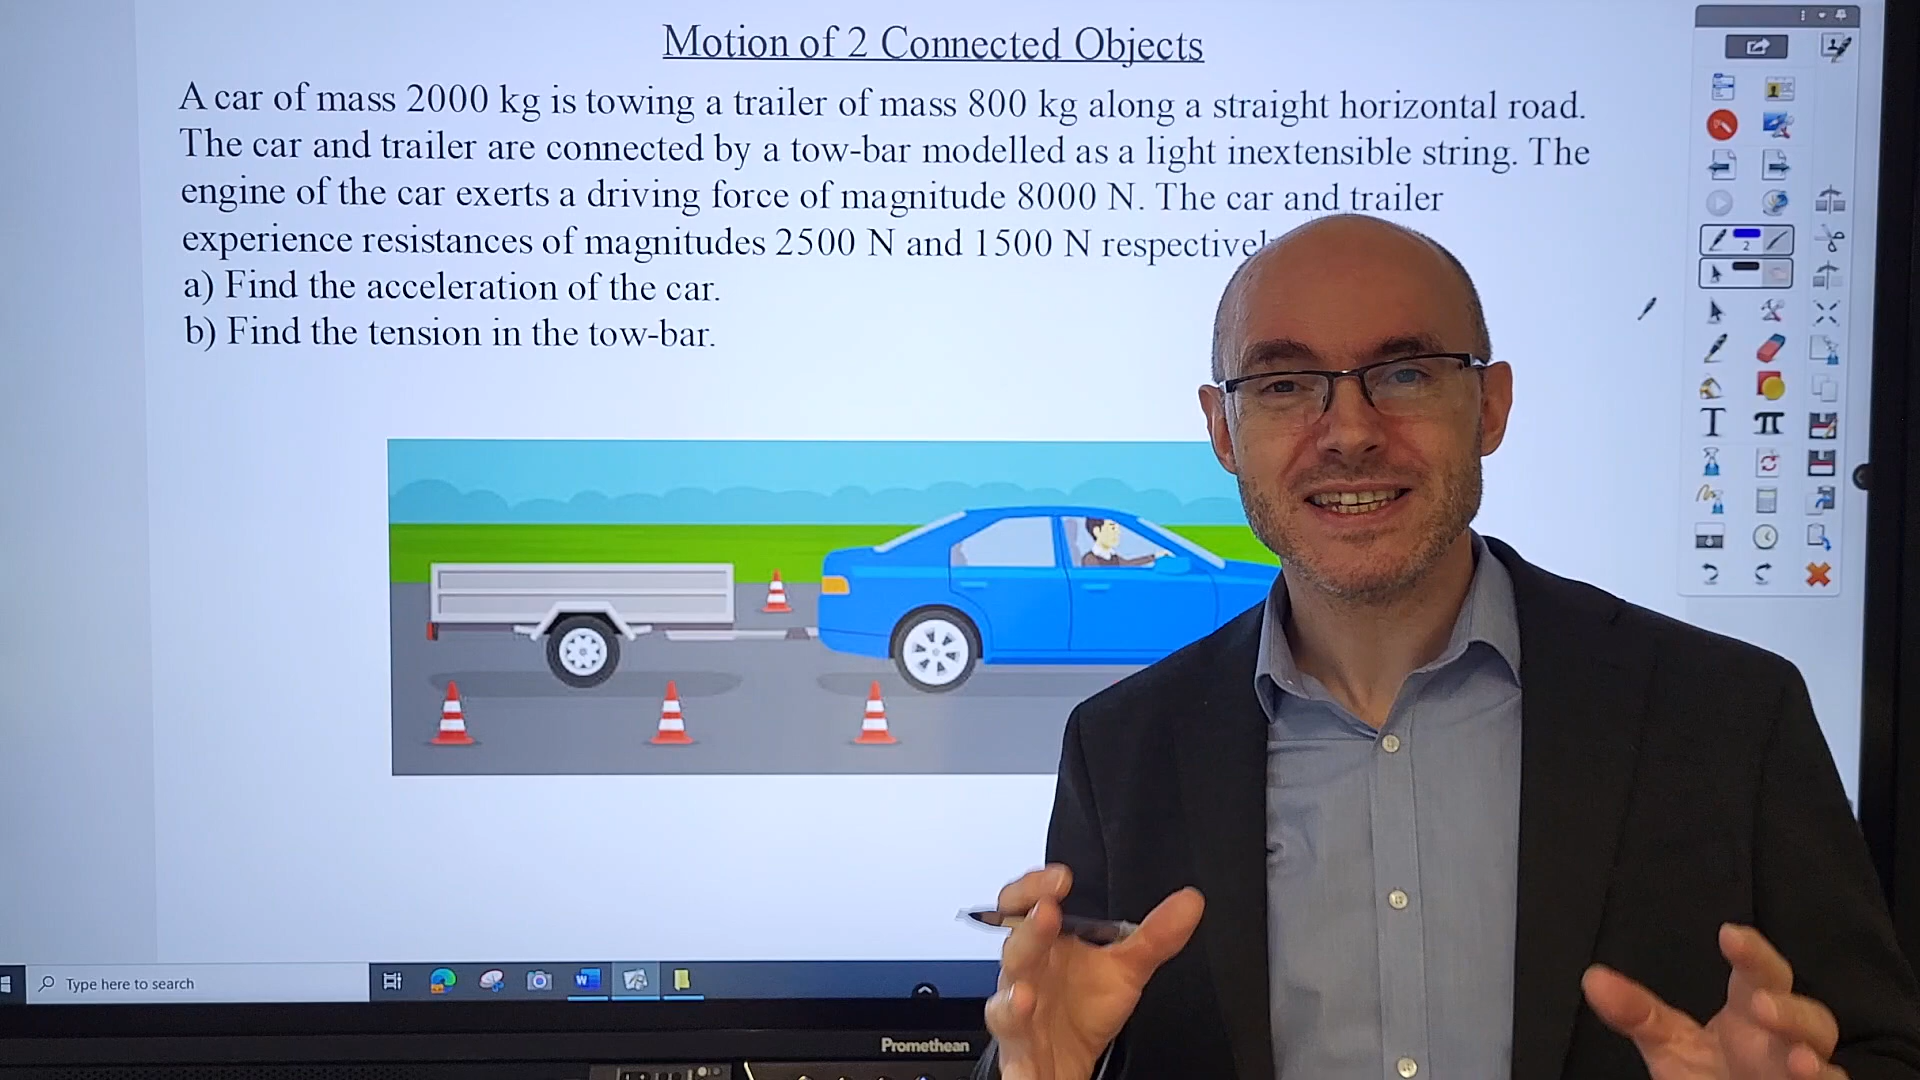 Motion of 2 Connected Objects
A car of mass 2000 kg is towing a trailer of mass 800 kg along a straight horizontal road.
The car and trailer are connected by a tow-bar modelled as a light inextensible string. The
engine of the car exerts a driving force of magnitude 8000 N. The car and trailer
experience resistances of magnitudes 2500 N and 1500 N respectivel
a) Find the acceleration of the car.
b) Find the tension in the tow-bar.
2
T π
Type here to search
W
Promethean